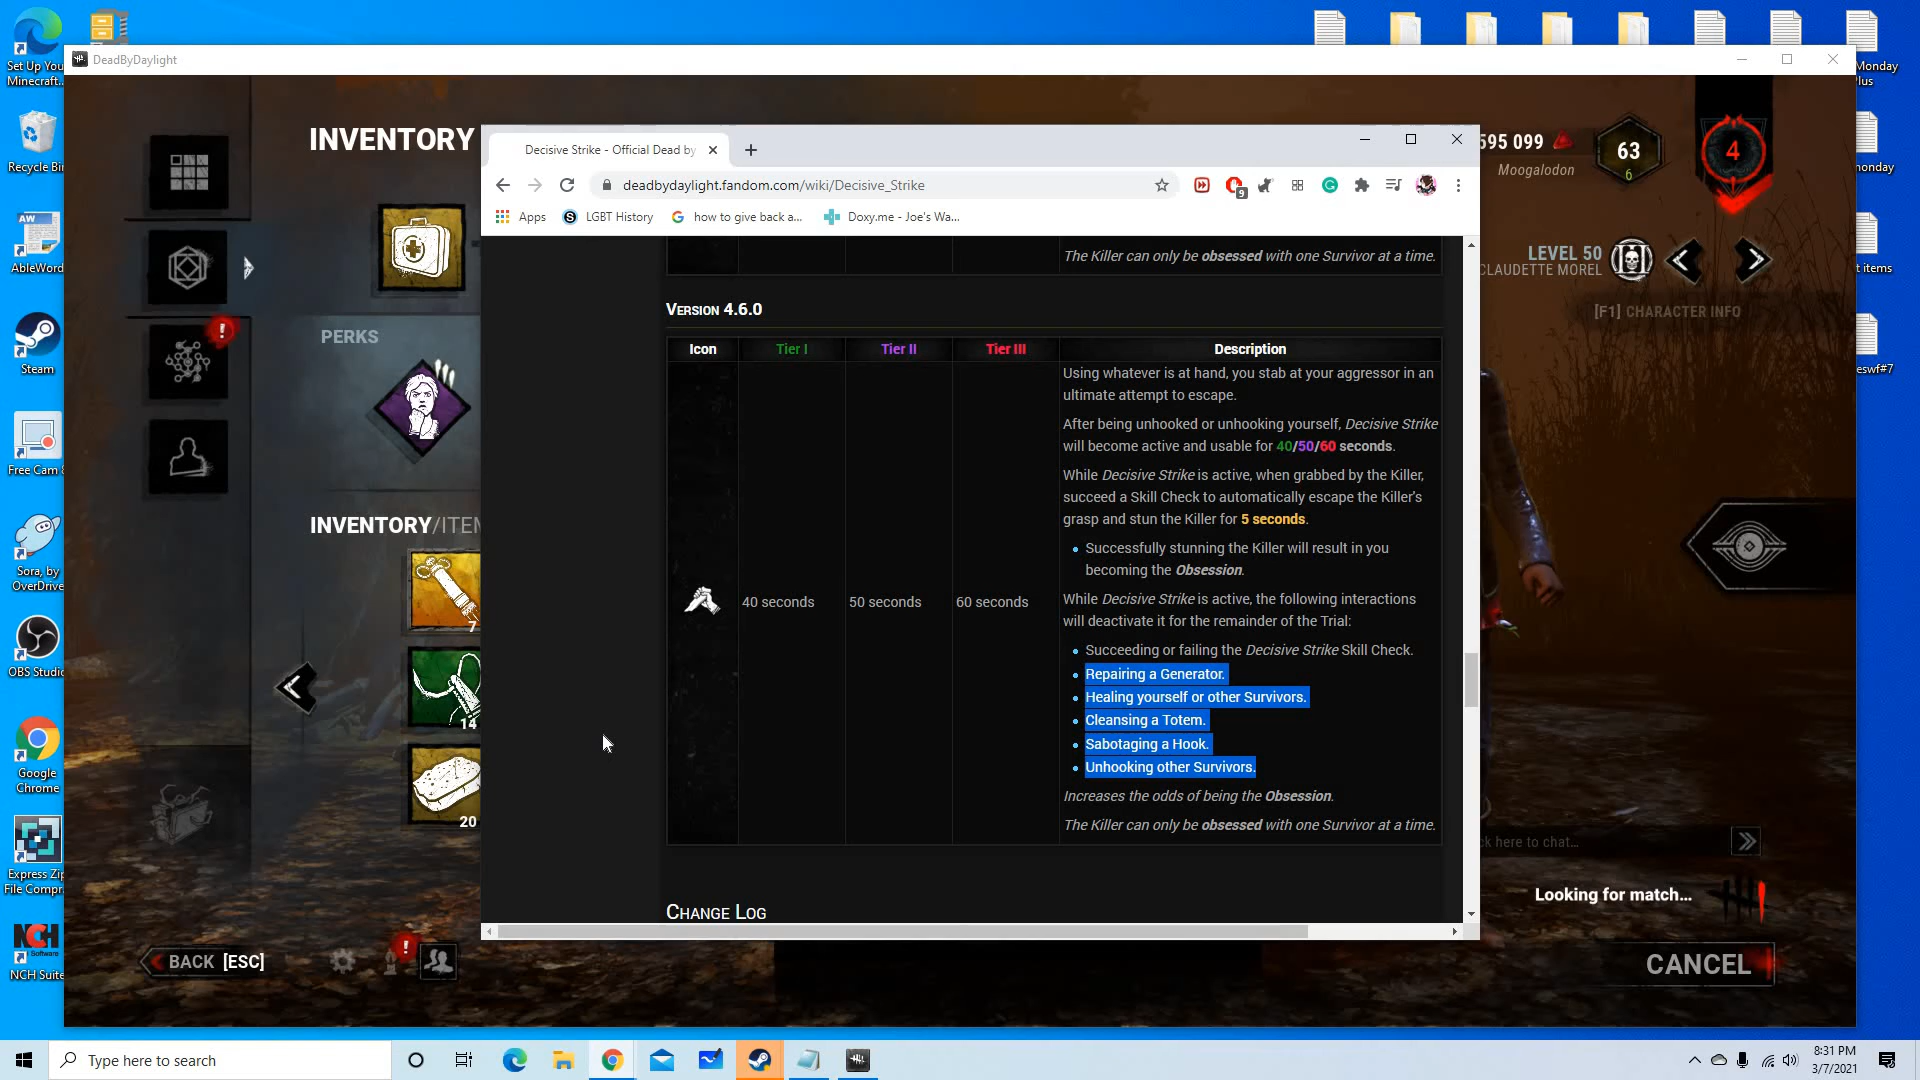 Set Up You
Minecraft...
Recycle Bin
AbleWord
Steam
Free Cam 8
Sora, by
OverDrive
OBS Studio
Google
Chrome
Express Zip
File Compr...
NCH Suite
Monday
Plus
monday
t items
eswf#7
DeadByDaylight
INVENTORY
PERKS
INVENTORY/ITEM
7
14
20
BACK [ESC]
595 099
Moogalodon
63
6
4
LEVEL 50
CLAUDETTE MOREL
[F1] CHARACTER INFO
ck here to chat...
Looking for match...
CANCEL
Decisive Strike - Official Dead by
deadbydaylight.fandom.com/wiki/Decisive_Strike
9
Apps
LGBT History
how to give back a...
Doxy.me - Joe's Wa...
The Killer can only be obsessed with one Survivor at a time.
Version 4.6.0
Icon Tier I Tier II Tier III Description
40 seconds 50 seconds 60 seconds
Using whatever is at hand, you stab at your aggressor in an
ultimate attempt to escape.
After being unhooked or unhooking yourself, Decisive Strike
will become active and usable for 40/50/60 seconds.
While Decisive Strike is active, when grabbed by the Killer,
succeed a Skill Check to automatically escape the Killer's
grasp and stun the Killer for 5 seconds.
• Successfully stunning the Killer will result in you
becoming the Obsession.
While Decisive Strike is active, the following interactions
will deactivate it for the remainder of the Trial:
• Succeeding or failing the Decisive Strike Skill Check.
• Repairing a Generator.
• Healing yourself or other Survivors.
• Cleansing a Totem.
• Sabotaging a Hook.
• Unhooking other Survivors.
Increases the odds of being the Obsession.
The Killer can only be obsessed with one Survivor at a time.
Change Log
Type here to search
8:31 PM
3/7/2021